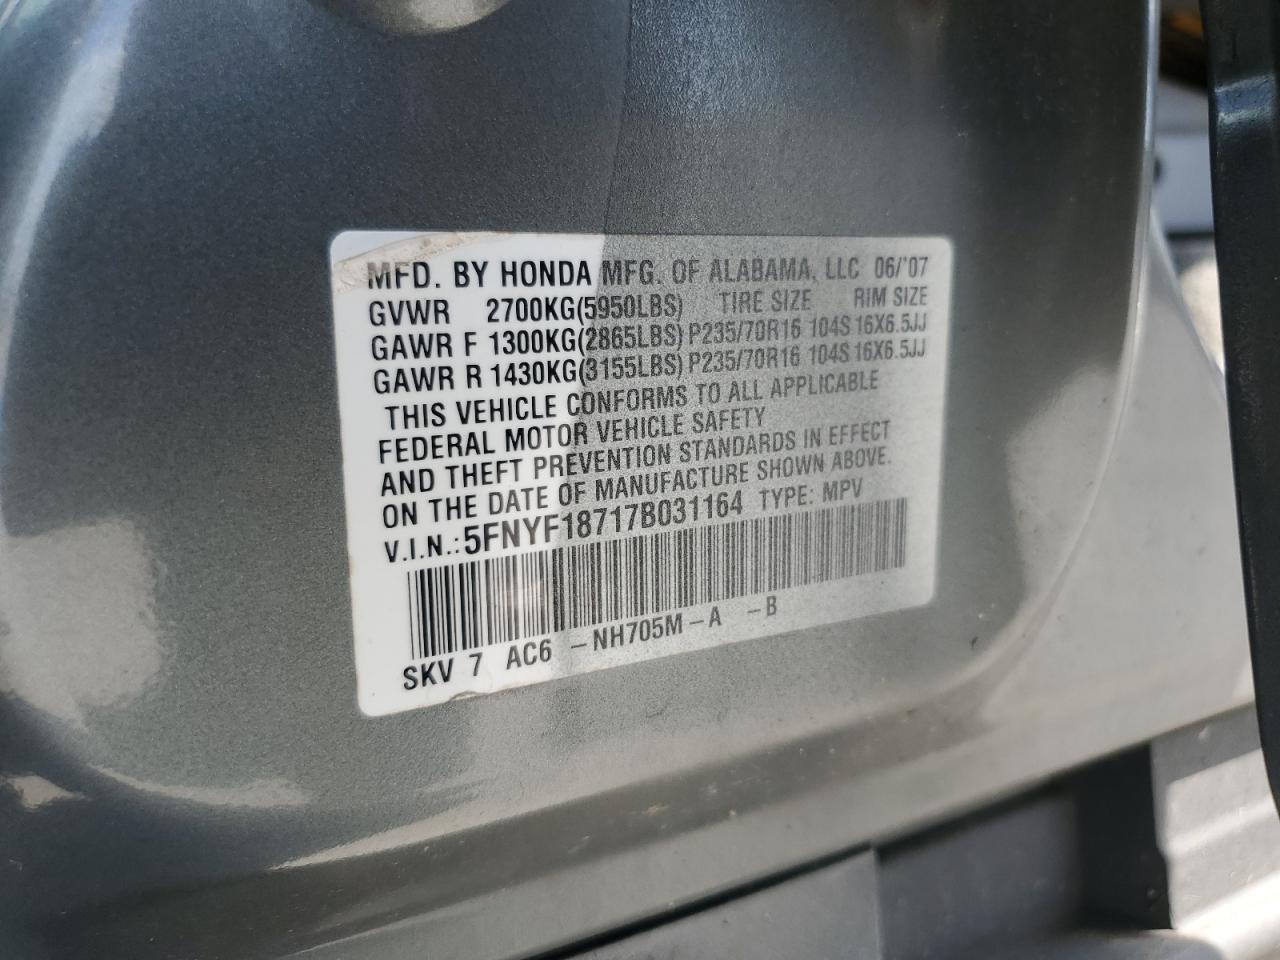 MFD. BY HONDA MFG. OF ALABAMA, LLC 06/'07
GVWR 2700KG(5950LBS) TIRE SIZE RIM SIZE
GAWR F 1300KG(2865LBS) P235/70R16 104S 16X6.5JJ
GAWR R 1430KG(3155LBS) P235/70R16 104S 16X6.5JJ
THIS VEHICLE CONFORMS TO ALL APPLICABLE
FEDERAL MOTOR VEHICLE SAFETY
AND THEFT PREVENTION STANDARDS IN EFFECT
ON THE DATE OF MANUFACTURE SHOWN ABOVE.
V.I.N.: 5FNYF18717B031164 TYPE: MPV
SKV 7 AC6 -NH705M-A -B